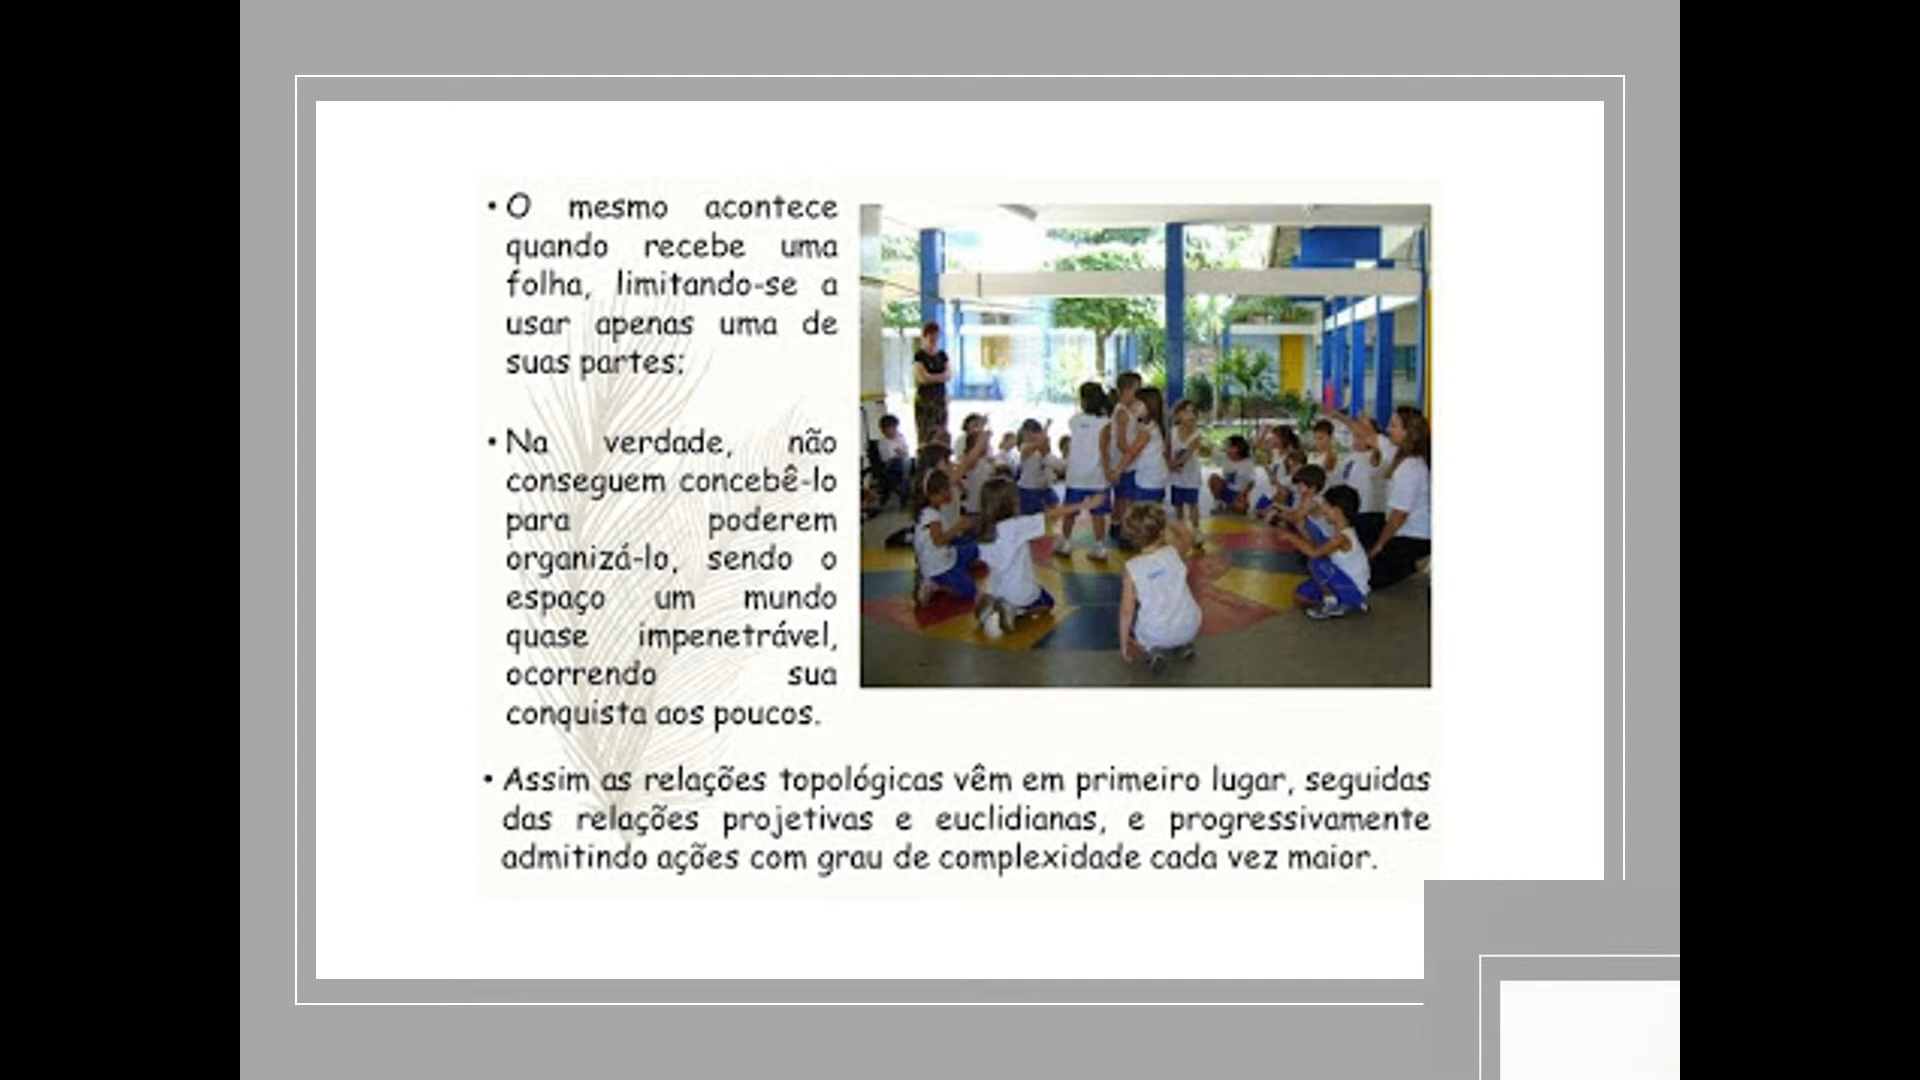 • O mesmo acontece
quando recebe uma
folha, limitando-se a
usar apenas uma de
suas partes;
• Na verdade, não
conseguem concebê-lo
para poderem
organizá-lo, sendo o
espaço um mundo
quase impenetrável,
ocorrendo sua
conquista aos poucos.
• Assim as relações topológicas vêm em primeiro lugar, seguidas
das relações projetivas e euclidianas, e progressivamente
admitindo ações com grau de complexidade cada vez maior.